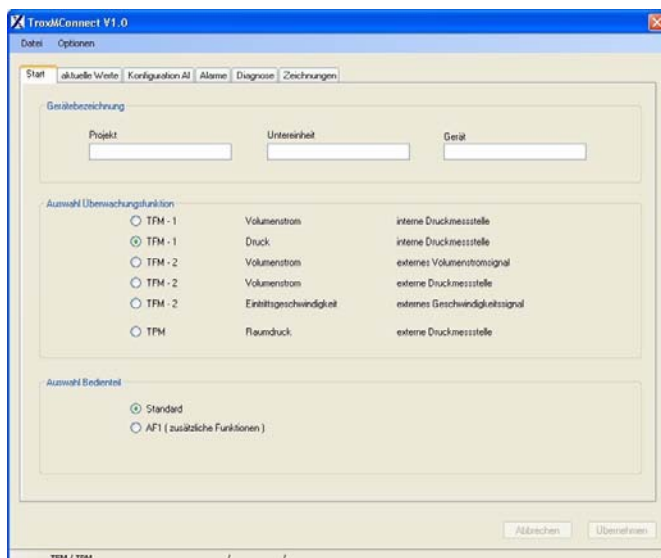 TroxMConnect V1.0
Datei Optionen
Start aktuelle Werte Konfiguration AI Alarme Diagnose Zeichnungen
Gerätebezeichnung
Projekt Untereinheit Gerät
Auswahl Überwachungsfunktion
TFM - 1 Volumenstrom interne Druckmessstelle
TFM - 1 Druck interne Druckmessstelle
TFM - 2 Volumenstrom externes Volumenstromsignal
TFM - 2 Volumenstrom externe Druckmessstelle
TFM - 2 Eintrittsgeschwindigkeit externes Geschwindigkeitssignal
TPM Raumdruck externe Druckmessstelle
Auswahl Bedienteil
Standard
AF1 ( zusätzliche Funktionen )
Abbrechen Übernehmen
TFM / TPM